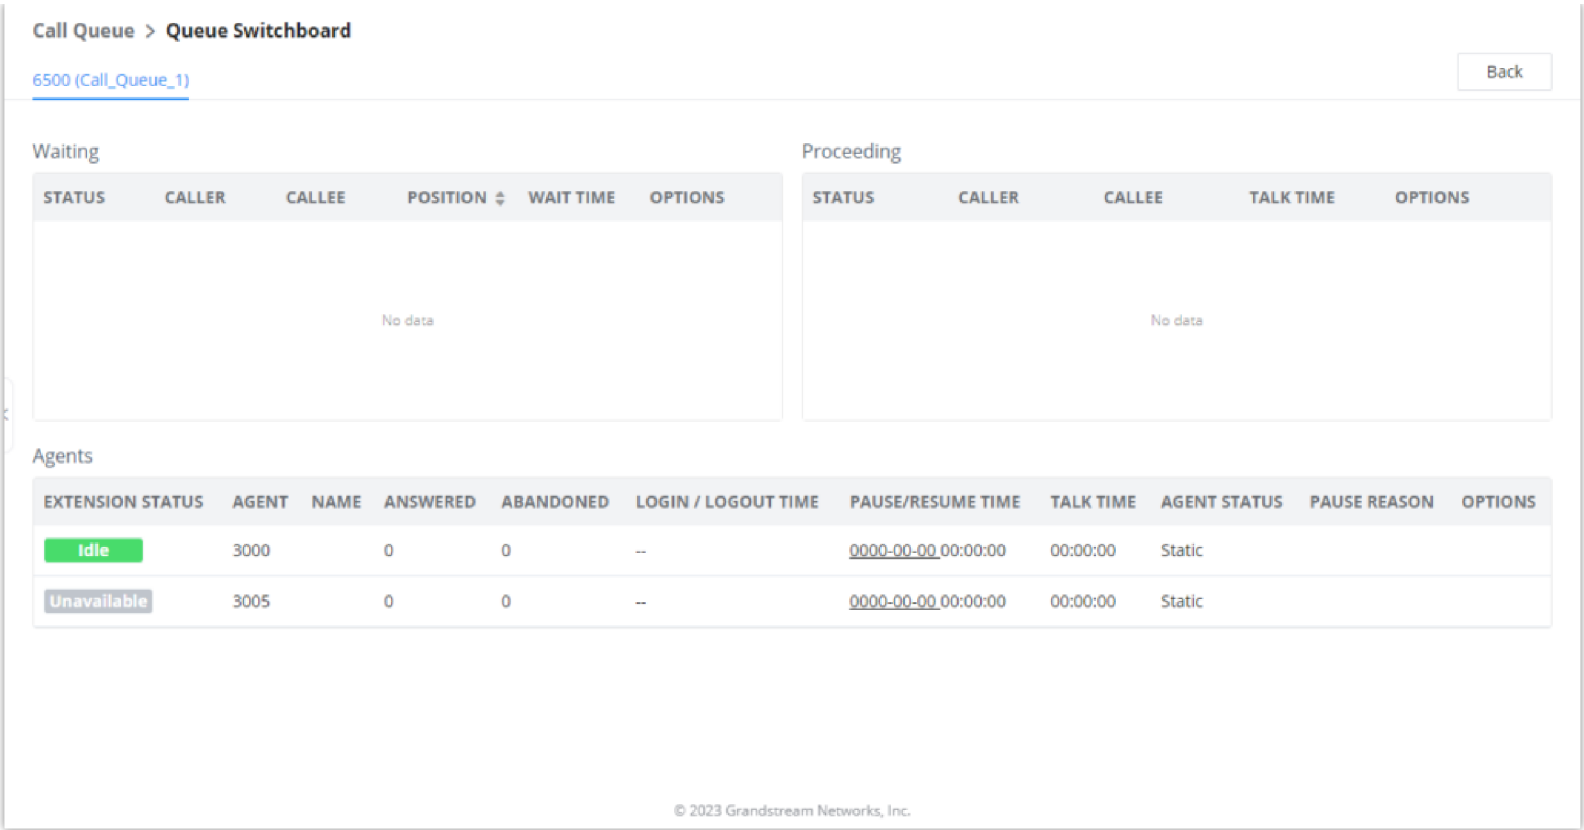 Call Queue > Queue Switchboard
6500 (Call_Queue_1)
Back
Waiting
STATUS CALLER CALLEE POSITION WAIT TIME OPTIONS
No data
Proceeding
STATUS CALLER CALLEE TALK TIME OPTIONS
No data
Agents
EXTENSION STATUS AGENT NAME ANSWERED ABANDONED LOGIN / LOGOUT TIME PAUSE/RESUME TIME TALK TIME AGENT STATUS PAUSE REASON OPTIONS
Idle 3000 0 0 -- 0000-00-00 00:00:00 00:00:00 Static
Unavailable 3005 0 0 -- 0000-00-00 00:00:00 00:00:00 Static
© 2023 Grandstream Networks, Inc.